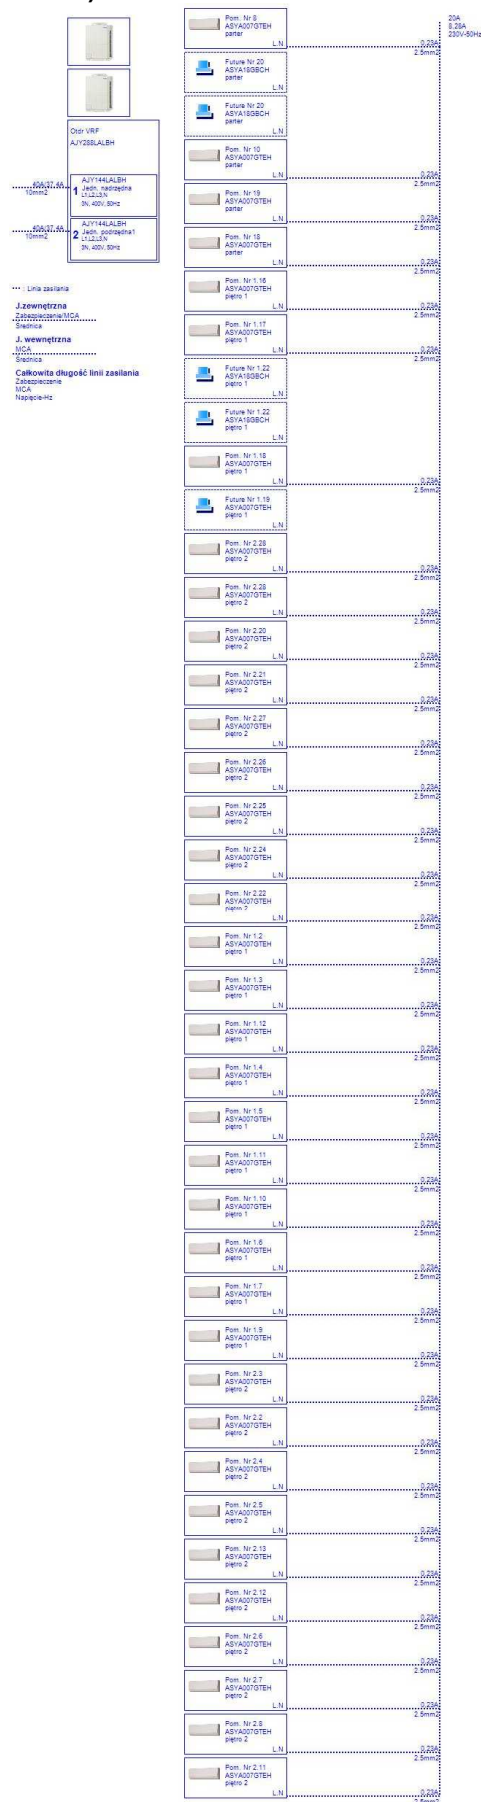 20A
8.28A
230V-50Hz
Otdr VRF
AJY288LALBH
40A/37.4A
10mm2
1
AJY144LALBH
Jedn. nadrzędna
L1,L2,L3,N
3N, 400V, 50Hz
40A/37.4A
10mm2
2
AJY144LALBH
Jedn. podrzędna1
L1,L2,L3,N
3N, 400V, 50Hz
: Linia zasilania
J.zewnętrzna
Zabezpieczenie/MCA
Średnica
J. wewnętrzna
MCA
Średnica
Całkowita długość linii zasilania
Zabezpieczenie
MCA
Napięcie-Hz
Pom. Nr 8
ASYA007GTEH
parter
L.N
0.23A
2.5mm2
Future Nr 20
ASYA18GBCH
parter
L.N
Future Nr 20
ASYA18GBCH
parter
L.N
Pom. Nr 10
ASYA007GTEH
parter
L.N
0.23A
2.5mm2
Pom. Nr 19
ASYA007GTEH
parter
L.N
0.23A
2.5mm2
Pom. Nr 18
ASYA007GTEH
parter
L.N
0.23A
2.5mm2
Pom. Nr 1.16
ASYA007GTEH
piętro 1
L.N
0.23A
2.5mm2
Pom. Nr 1.17
ASYA007GTEH
piętro 1
L.N
0.23A
2.5mm2
Future Nr 1.22
ASYA18GBCH
piętro 1
L.N
Future Nr 1.22
ASYA18GBCH
piętro 1
L.N
Pom. Nr 1.18
ASYA007GTEH
piętro 1
L.N
0.23A
2.5mm2
Future Nr 1.19
ASYA007GTEH
piętro 1
L.N
Pom. Nr 2.28
ASYA007GTEH
piętro 2
L.N
0.23A
2.5mm2
Pom. Nr 2.28
ASYA007GTEH
piętro 2
L.N
0.23A
2.5mm2
Pom. Nr 2.20
ASYA007GTEH
piętro 2
L.N
0.23A
2.5mm2
Pom. Nr 2.21
ASYA007GTEH
piętro 2
L.N
0.23A
2.5mm2
Pom. Nr 2.27
ASYA007GTEH
piętro 2
L.N
0.23A
2.5mm2
Pom. Nr 2.26
ASYA007GTEH
piętro 2
L.N
0.23A
2.5mm2
Pom. Nr 2.25
ASYA007GTEH
piętro 2
L.N
0.23A
2.5mm2
Pom. Nr 2.24
ASYA007GTEH
piętro 2
L.N
0.23A
2.5mm2
Pom. Nr 2.22
ASYA007GTEH
piętro 2
L.N
0.23A
2.5mm2
Pom. Nr 1.2
ASYA007GTEH
piętro 1
L.N
0.23A
2.5mm2
Pom. Nr 1.3
ASYA007GTEH
piętro 1
L.N
0.23A
2.5mm2
Pom. Nr 1.12
ASYA007GTEH
piętro 1
L.N
0.23A
2.5mm2
Pom. Nr 1.4
ASYA007GTEH
piętro 1
L.N
0.23A
2.5mm2
Pom. Nr 1.5
ASYA007GTEH
piętro 1
L.N
0.23A
2.5mm2
Pom. Nr 1.11
ASYA007GTEH
piętro 1
L.N
0.23A
2.5mm2
Pom. Nr 1.10
ASYA007GTEH
piętro 1
L.N
0.23A
2.5mm2
Pom. Nr 1.6
ASYA007GTEH
piętro 1
L.N
0.23A
2.5mm2
Pom. Nr 1.7
ASYA007GTEH
piętro 1
L.N
0.23A
2.5mm2
Pom. Nr 1.9
ASYA007GTEH
piętro 1
L.N
0.23A
2.5mm2
Pom. Nr 2.3
ASYA007GTEH
piętro 2
L.N
0.23A
2.5mm2
Pom. Nr 2.2
ASYA007GTEH
piętro 2
L.N
0.23A
2.5mm2
Pom. Nr 2.4
ASYA007GTEH
piętro 2
L.N
0.23A
2.5mm2
Pom. Nr 2.5
ASYA007GTEH
piętro 2
L.N
0.23A
2.5mm2
Pom. Nr 2.13
ASYA007GTEH
piętro 2
L.N
0.23A
2.5mm2
Pom. Nr 2.12
ASYA007GTEH
piętro 2
L.N
0.23A
2.5mm2
Pom. Nr 2.6
ASYA007GTEH
piętro 2
L.N
0.23A
2.5mm2
Pom. Nr 2.7
ASYA007GTEH
piętro 2
L.N
0.23A
2.5mm2
Pom. Nr 2.8
ASYA007GTEH
piętro 2
L.N
0.23A
2.5mm2
Pom. Nr 2.11
ASYA007GTEH
piętro 2
L.N
0.23A
2.5mm2